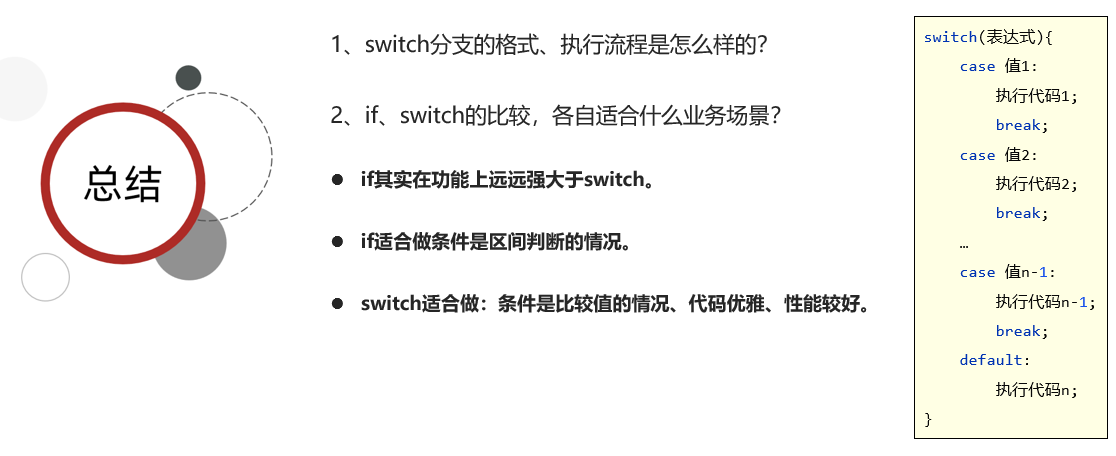 总结
1、switch分支的格式、执行流程是怎么样的？
2、if、switch的比较，各自适合什么业务场景？
● if其实在功能上远远强大于switch。
● if适合做条件是区间判断的情况。
● switch适合做：条件是比较值的情况、代码优雅、性能较好。
switch(表达式){
    case 值1:
        执行代码1;
        break;
    case 值2:
        执行代码2;
        break;
    …
    case 值n-1:
        执行代码n-1;
        break;
    default:
        执行代码n;
}